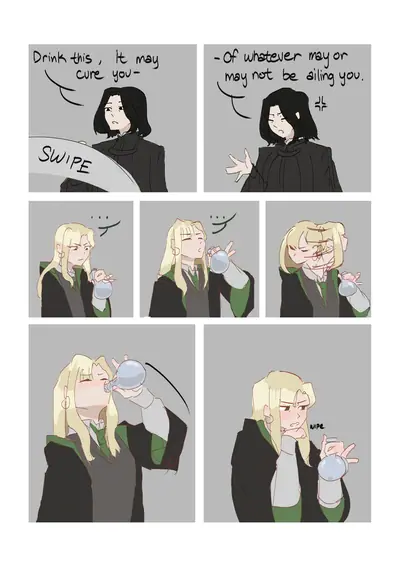 Drink this, It may
cure you-
-Of whatever may or
may not be ailing you.
SWIPE
...
...
WIPE